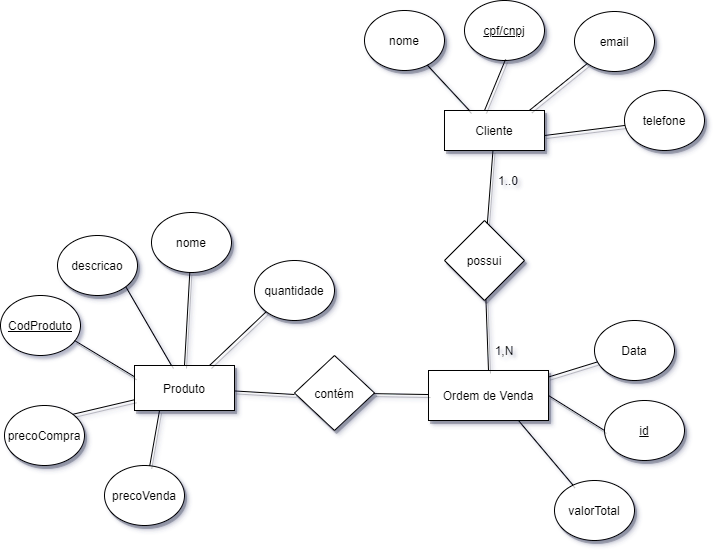 cpf/cnpj
nome
email
Cliente
telefone
1..0
nome
descricao
possui
quantidade
CodProduto
1,N
Data
Produto
contém
Ordem de Venda
precoCompra
id
precoVenda
valorTotal